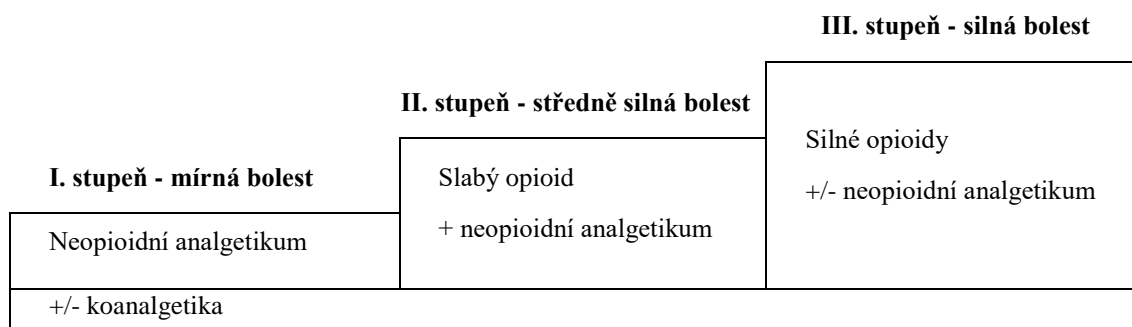 III. stupeň - silná bolest
II. stupeň - středně silná bolest
I. stupeň - mírná bolest
Silné opioidy
+/- neopioidní analgetikum
Slabý opioid
+ neopioidní analgetikum
Neopioidní analgetikum
+/- koanalgetika